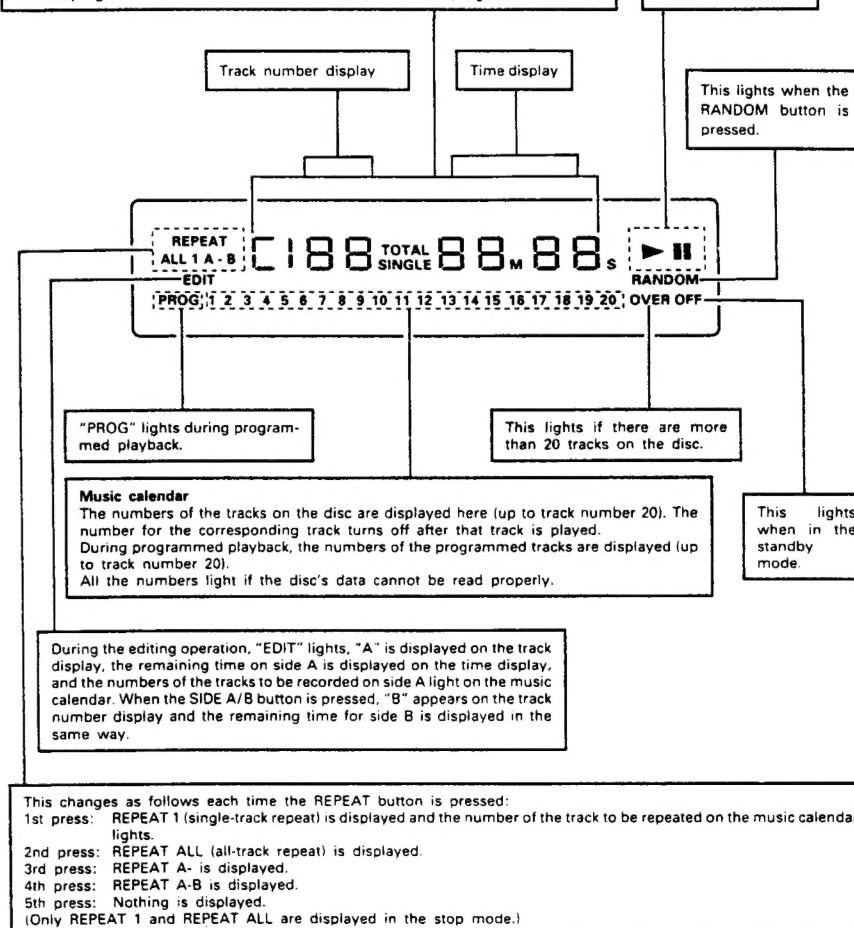 Track number display
Time display
This lights when the
RANDOM button is
pressed.
REPEAT
ALL 1 A - B
EDIT
TOTAL
SINGLE
88 M 88 S
RANDOM
PROG 1 2 3 4 5 6 7 8 9 10 11 12 13 14 15 16 17 18 19 20 OVER OFF
"PROG" lights during program-
med playback.
This lights if there are more
than 20 tracks on the disc.
Music calendar
The numbers of the tracks on the disc are displayed here (up to track number 20). The
number for the corresponding track turns off after that track is played.
During programmed playback, the numbers of the programmed tracks are displayed (up
to track number 20).
All the numbers light if the disc's data cannot be read properly.
This lights
when in the
standby
mode.
During the editing operation, "EDIT" lights, "A" is displayed on the track
display, the remaining time on side A is displayed on the time display,
and the numbers of the tracks to be recorded on side A light on the music
calendar. When the SIDE A/B button is pressed, "B" appears on the track
number display and the remaining time for side B is displayed in the
same way.
This changes as follows each time the REPEAT button is pressed:
1st press: REPEAT 1 (single-track repeat) is displayed and the number of the track to be repeated on the music calendar
lights.
2nd press: REPEAT ALL (all-track repeat) is displayed.
3rd press: REPEAT A- is displayed.
4th press: REPEAT A-B is displayed.
5th press: Nothing is displayed.
(Only REPEAT 1 and REPEAT ALL are displayed in the stop mode.)